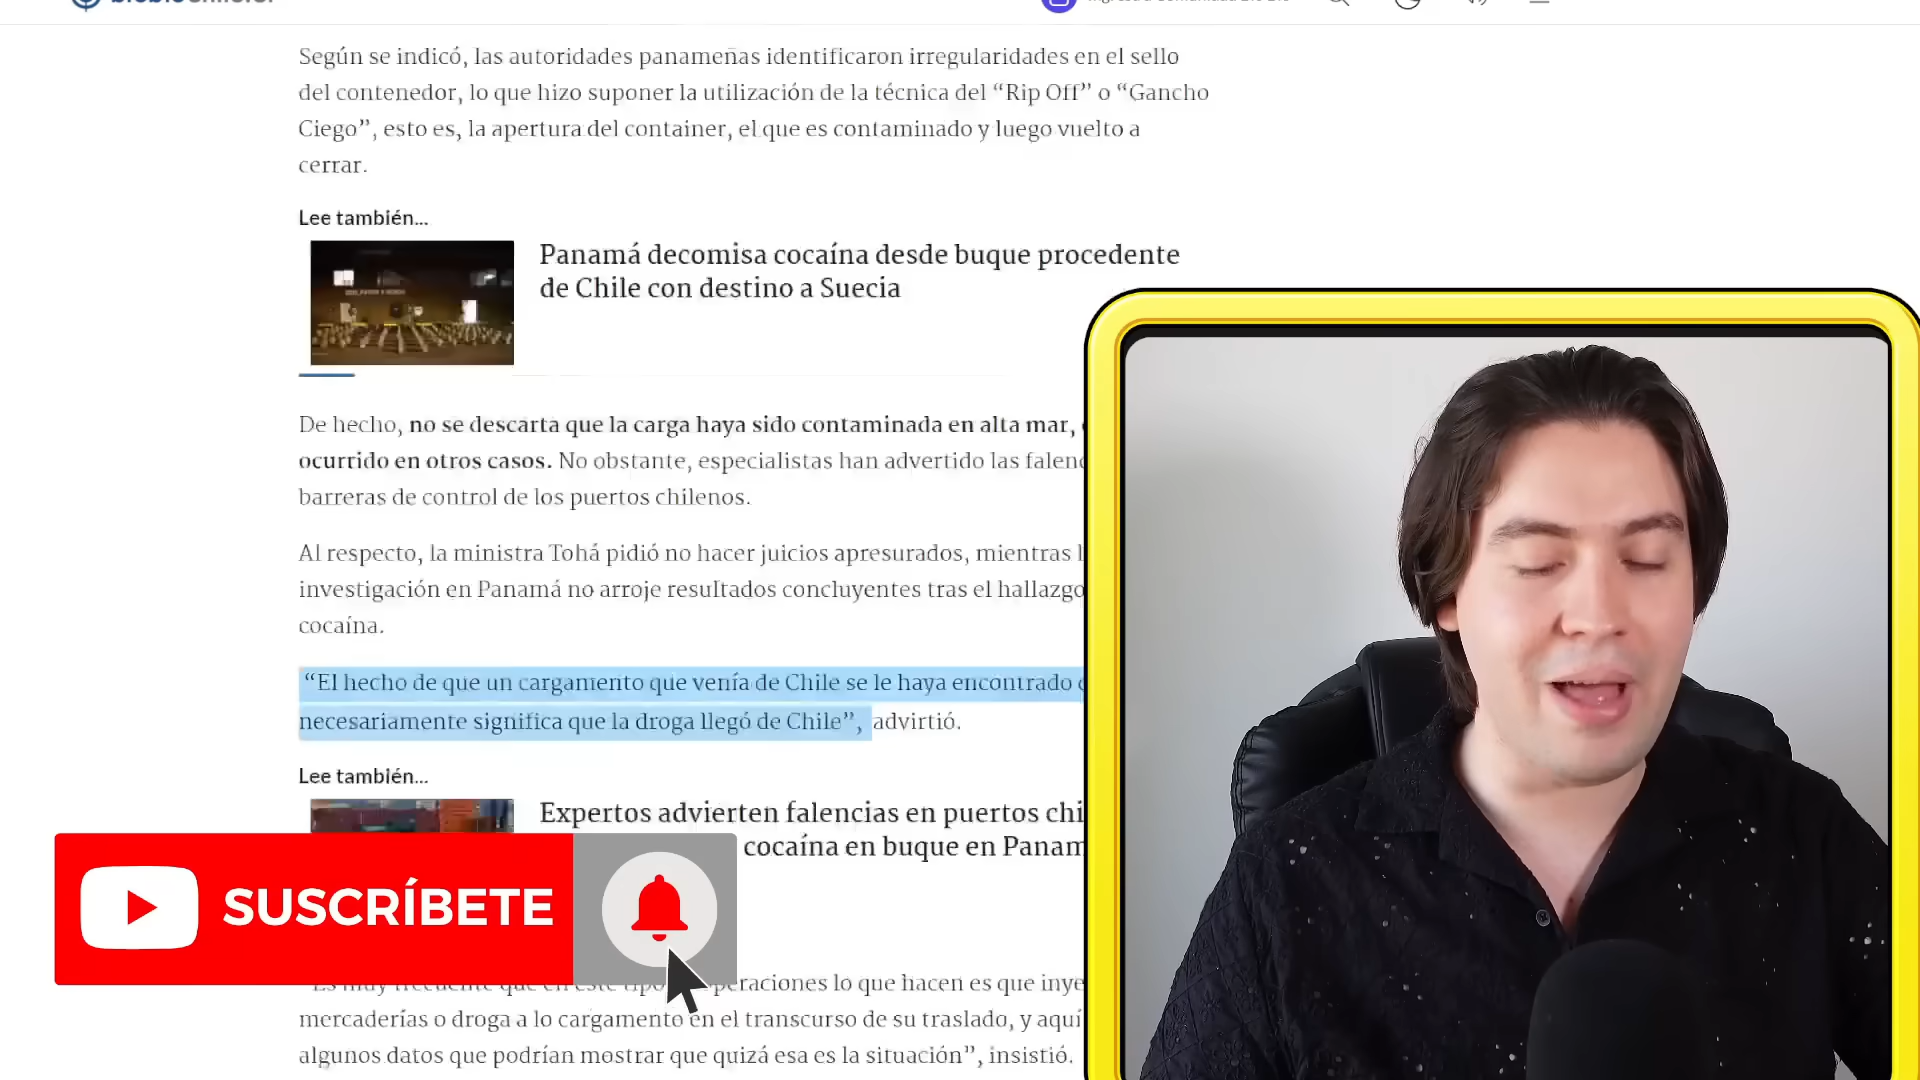 Según se indicó, las autoridades panameñas identificaron irregularidades en el sello
del contenedor, lo que hizo suponer la utilización de la técnica del “Rip Off” o “Gancho
Ciego”, esto es, la apertura del container, el que es contaminado y luego vuelto a
cerrar.
Lee también...
Panamá decomisa cocaína desde buque procedente
de Chile con destino a Suecia
De hecho, no se descarta que la carga haya sido contaminada en alta mar,
ocurrido en otros casos. No obstante, especialistas han advertido las
barreras de control de los puertos chilenos.
Al respecto, la ministra Tohá pidió no hacer juicios apresurados, mientras
investigación en Panamá no arroje resultados concluyentes tras el hallazgo
cocaína.
“El hecho de que un cargamento que venía de Chile se le haya encontrado
necesariamente significa que la droga llegó de Chile”, advirtió.
Lee también...
Expertos advierten falencias en puertos
cocaína en buque en
SUSCRÍBETE
lo que hacen es que
mercaderías o droga a lo cargamento en el transcurso de su traslado, y aquí
algunos datos que podrían mostrar que quizá esa es la situación”, insistió.